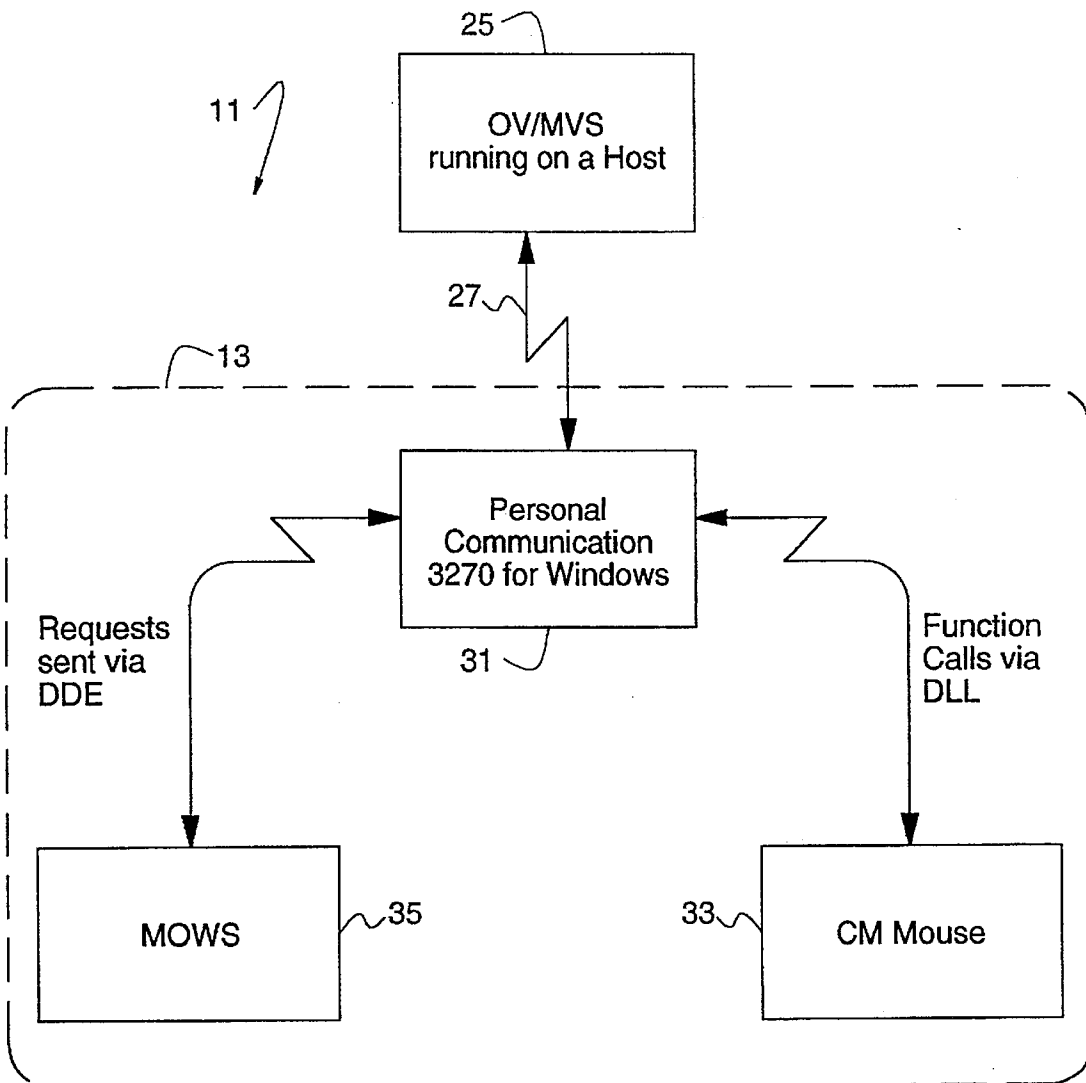 25
11
OV/MVS
running on a Host
27
13
Personal
Communication
3270 for Windows
31
Requests
sent via
DDE
Function
Calls via
DLL
MOWS
35
33
CM Mouse